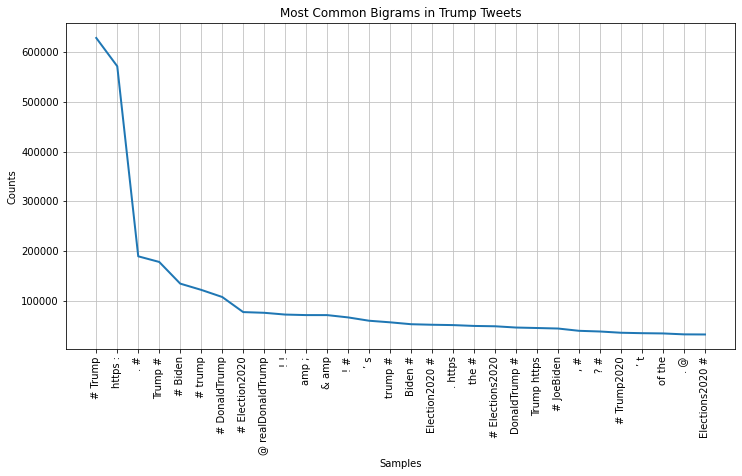 Most Common Bigrams in Trump Tweets
Counts
600000
500000
400000
300000
200000
100000
# Trump
https :
. #
Trump #
# Biden
# trump
# DonaldTrump
# Election2020
@ realDonaldTrump
! !
amp ;
& amp
! #
’ s
trump #
Biden #
Election2020 #
. https
the #
# Elections2020
DonaldTrump #
Trump https
# JoeBiden
, #
? #
# Trump2020
’ t
of the
. @
Elections2020 #
Samples